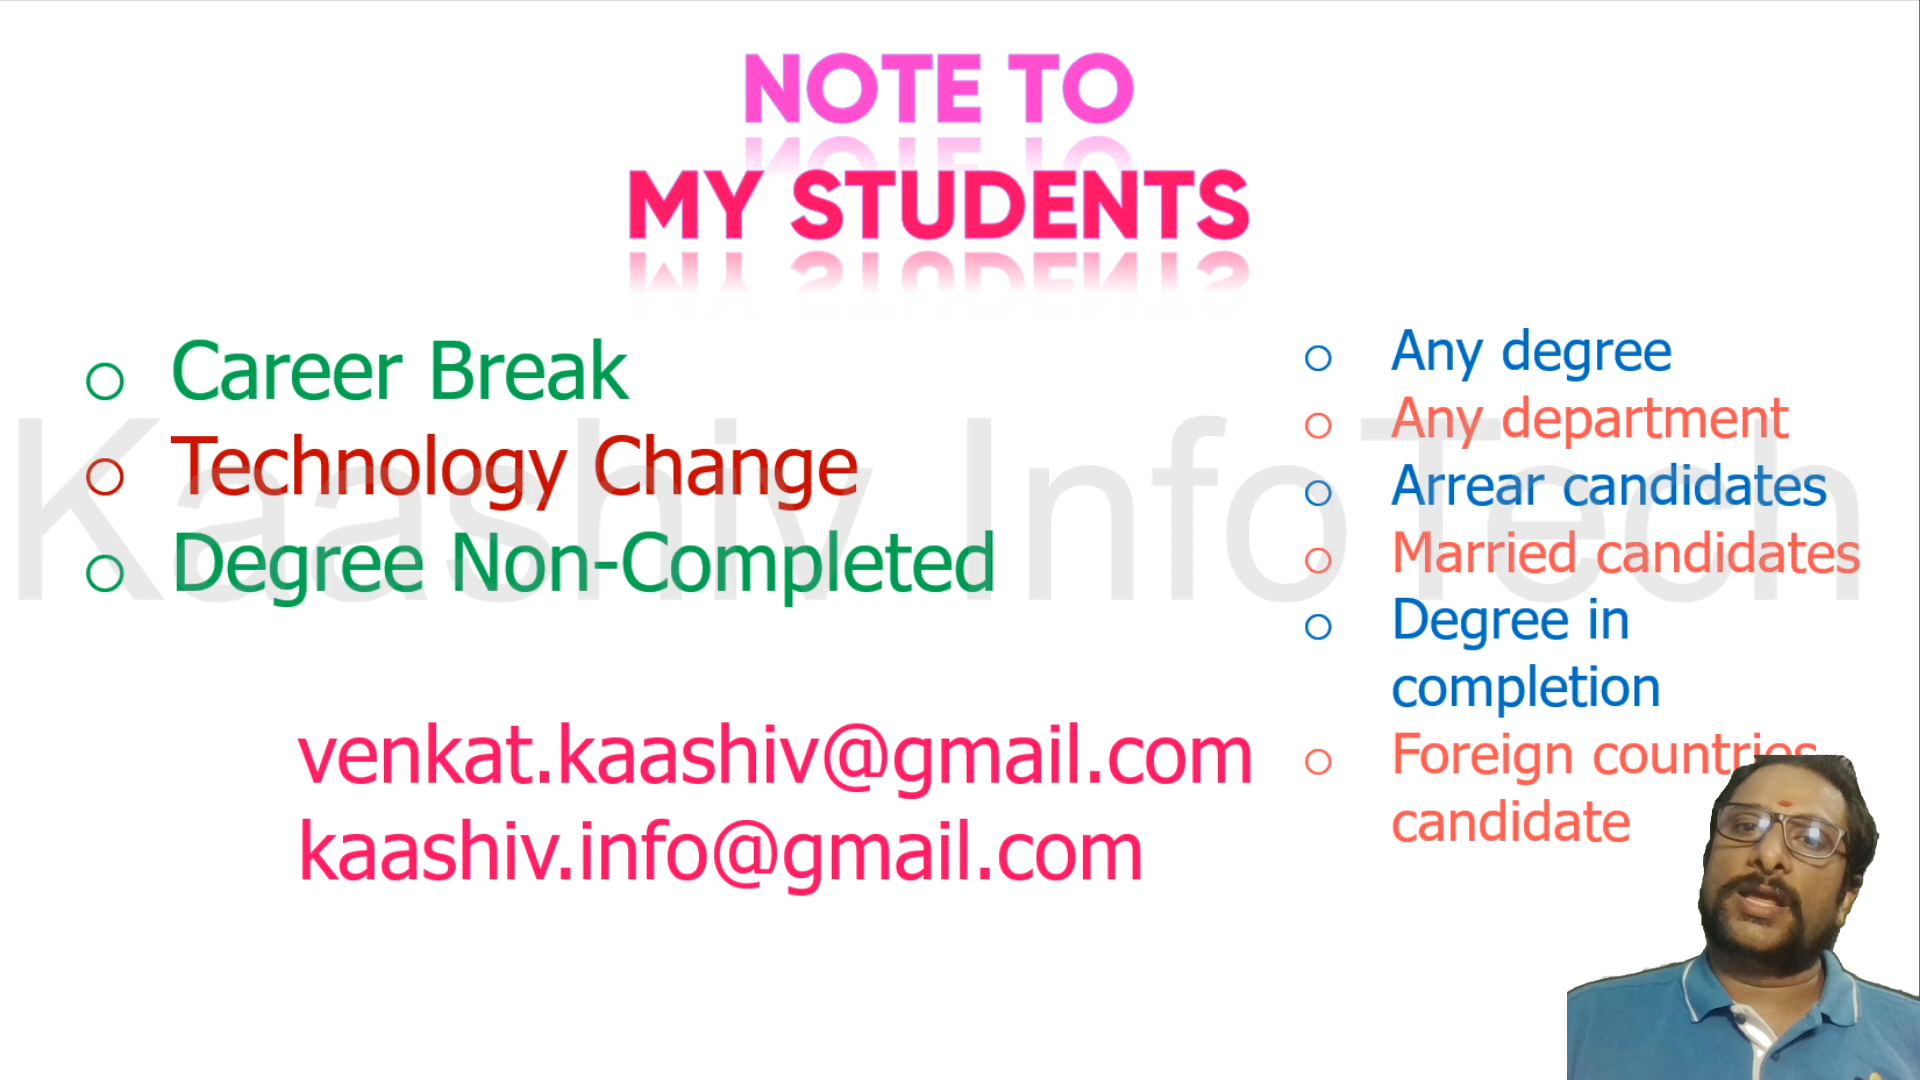 NOTE TO
MY STUDENTS
○ Career Break
○ Technology Change
○ Degree Non-Completed
venkat.kaashiv@gmail.com
kaashiv.info@gmail.com
○ Any degree
○ Any department
○ Arrear candidates
○ Married candidates
○ Degree in
completion
○ Foreign countries
candidate
Kaashiv InfoTech